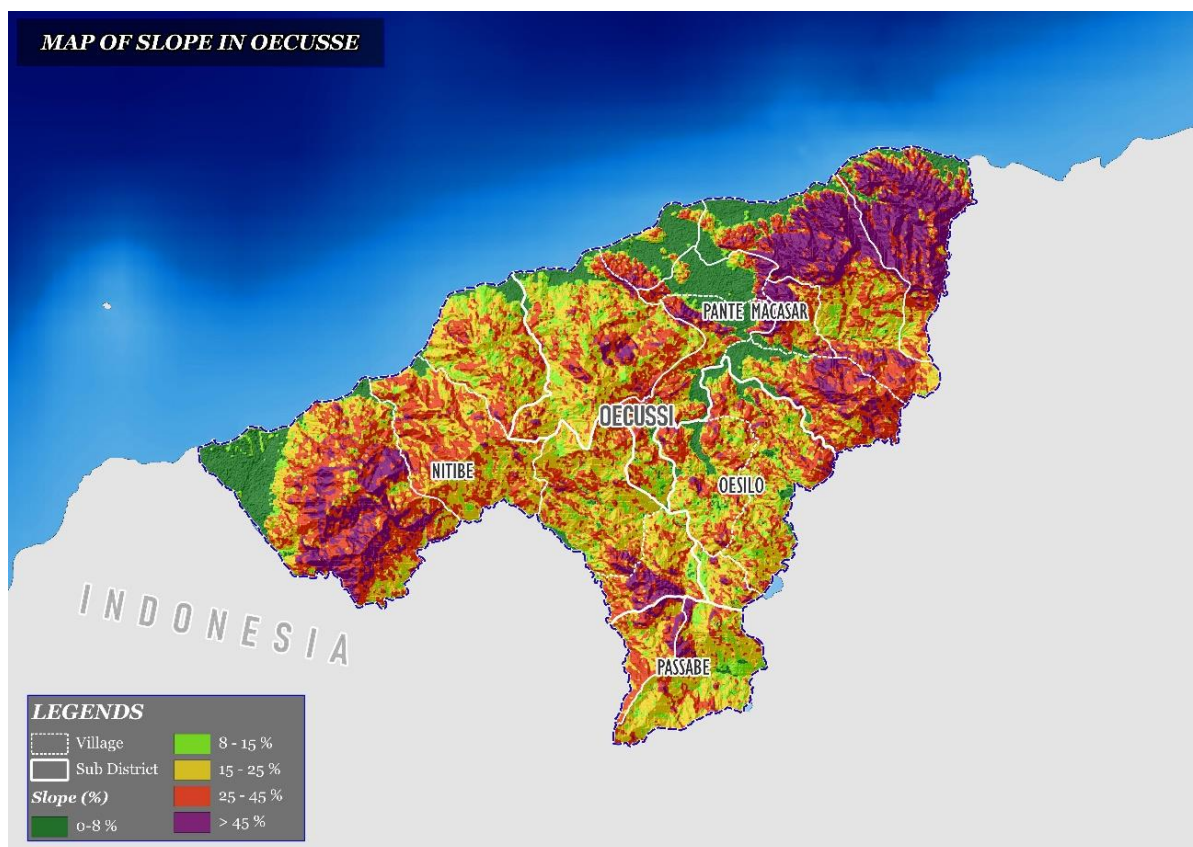 MAP OF SLOPE IN OECUSSE
PANTE MACASAR
OECUSSI
NITIBE
OESILO
PASSABE
INDONESIA
LEGENDS
Village
Sub District
Slope (%)
0-8 %
8 - 15 %
15 - 25 %
25 - 45 %
> 45 %